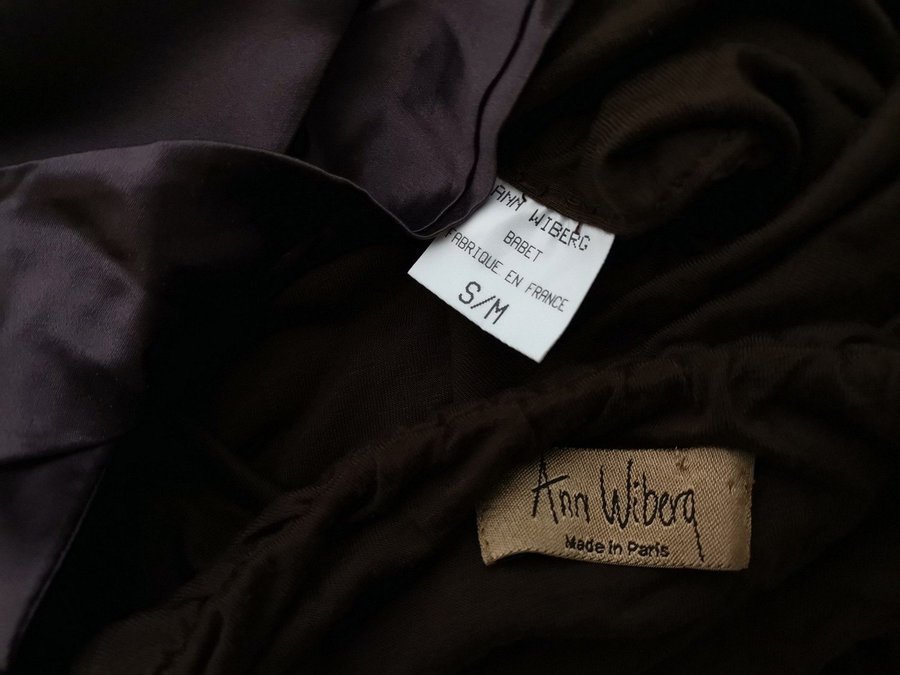 ANN WIBERG
BABET
FABRIQUE EN FRANCE
S/M
Ann Wiberg
Made in Paris